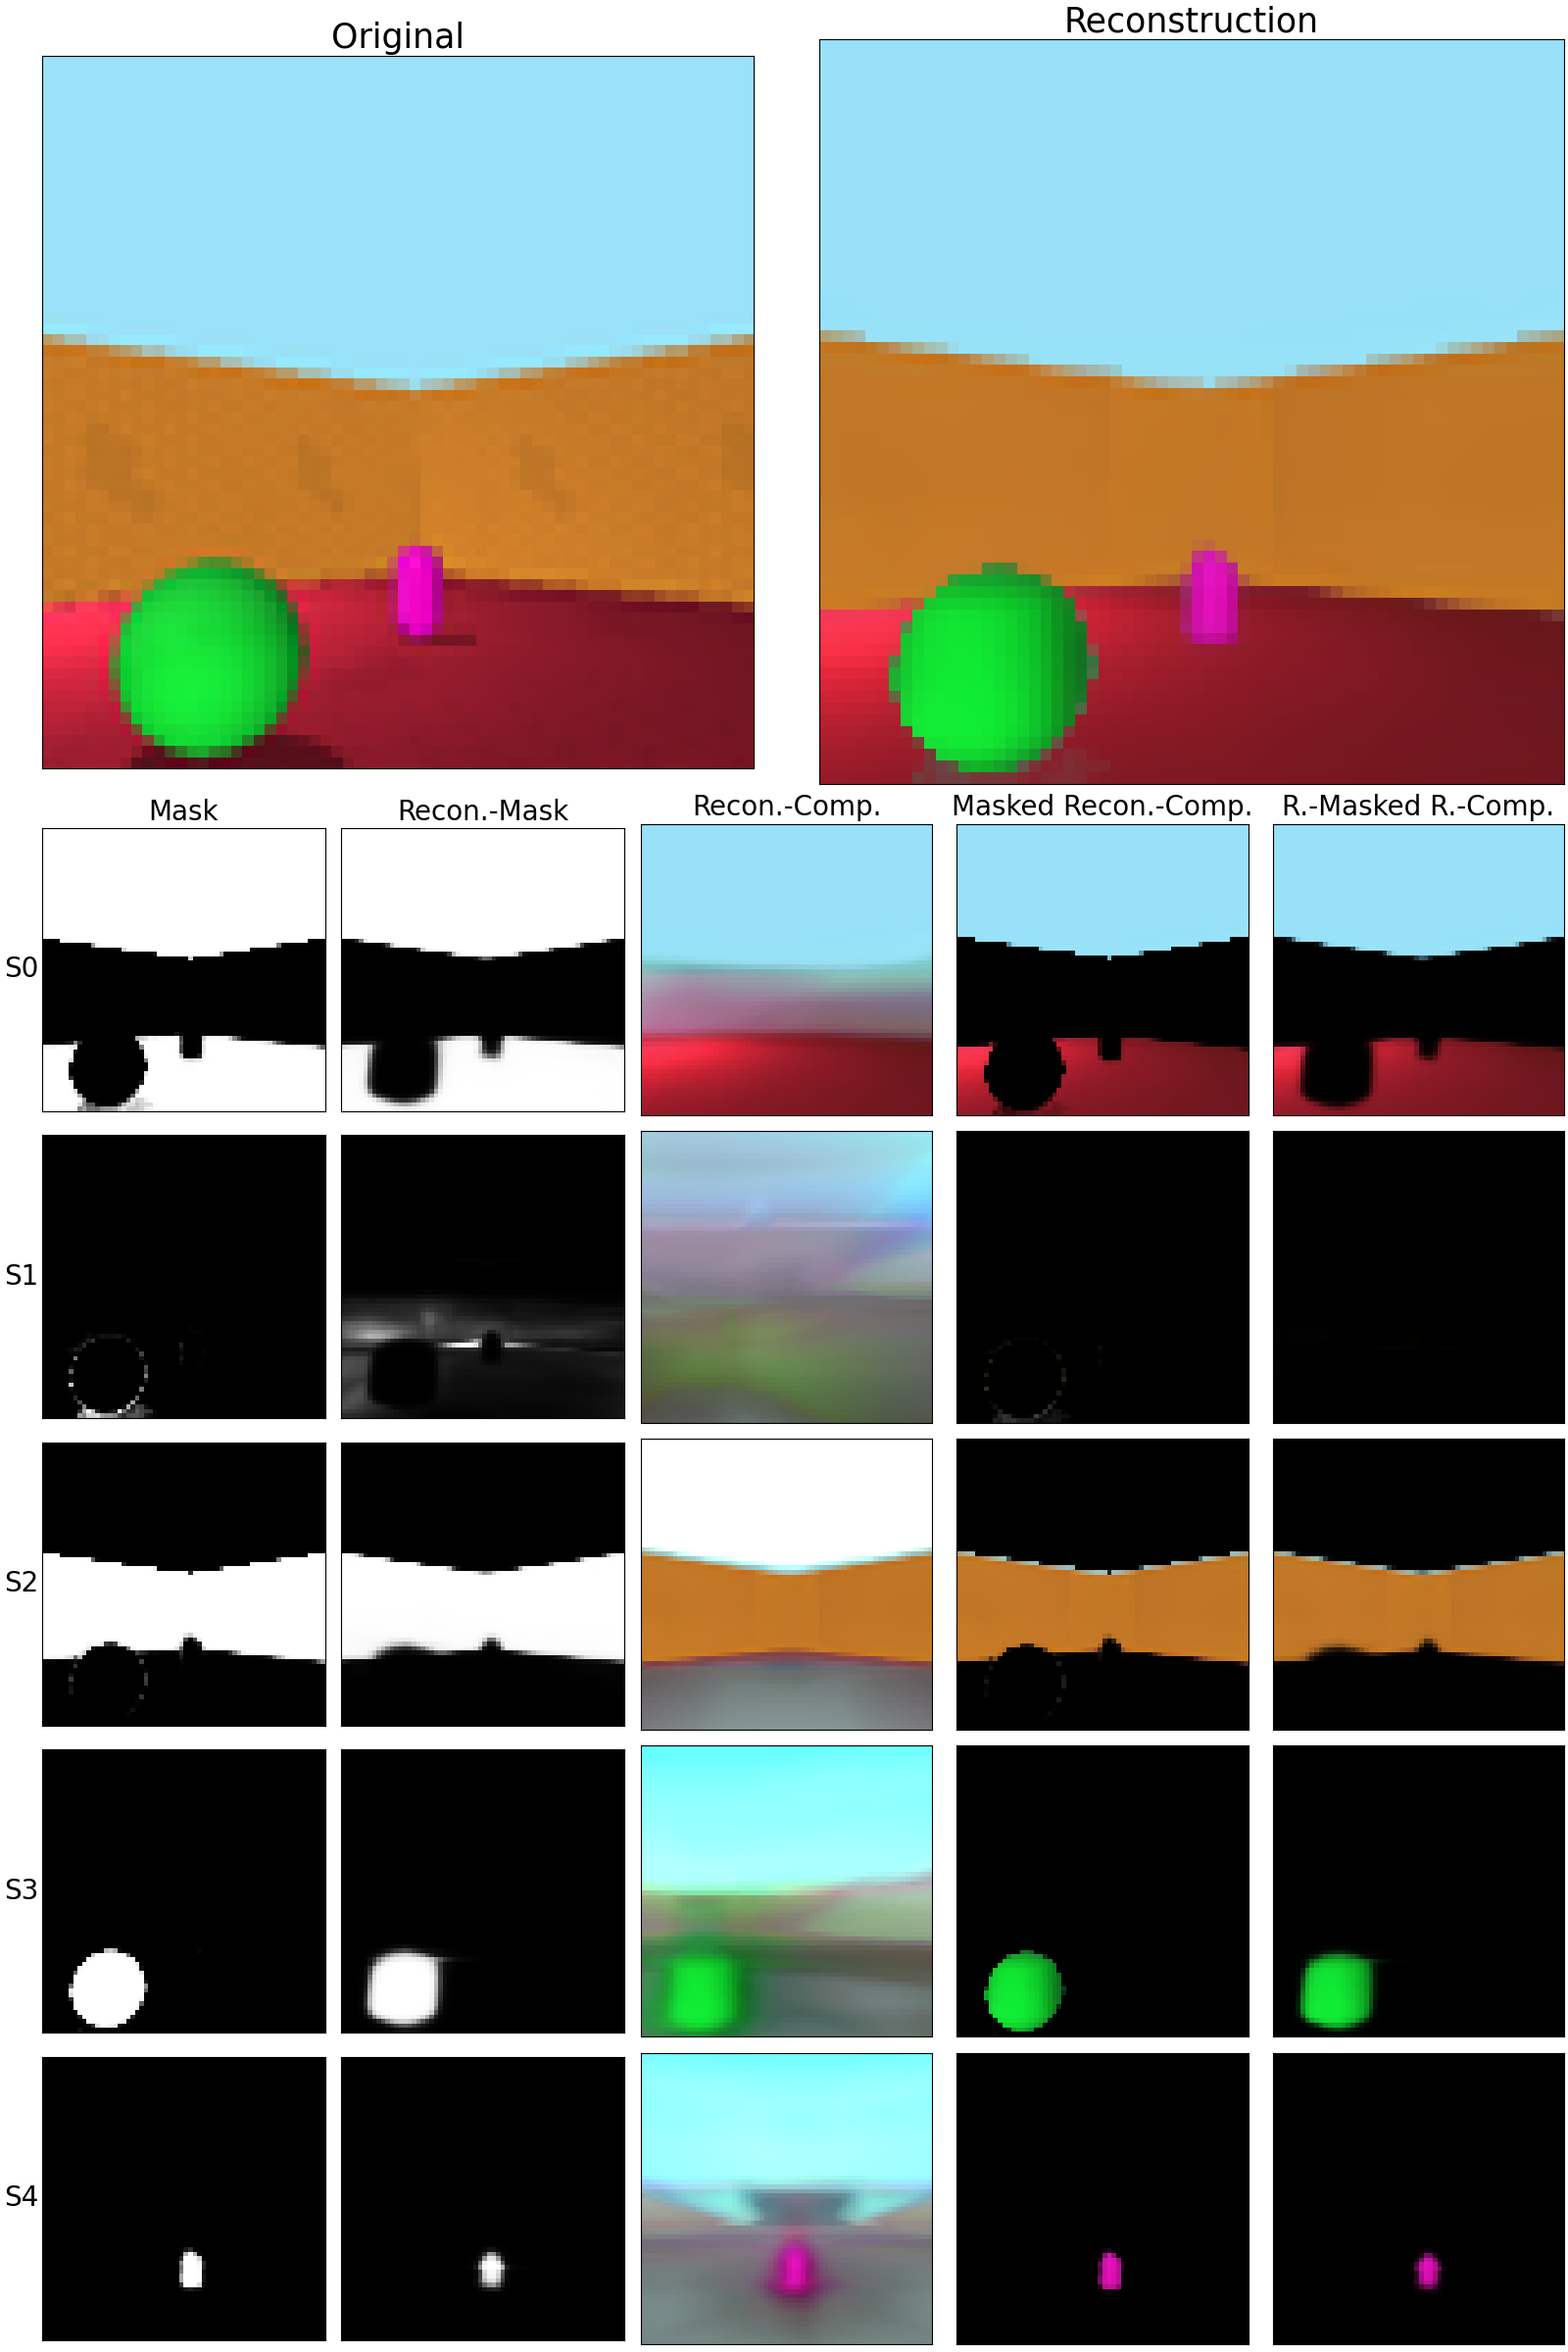 Original
Reconstruction
Mask
Recon.-Mask
Recon.-Comp.
Masked Recon.-Comp.
R.-Masked R.-Comp.
S0
S1
S2
S3
S4